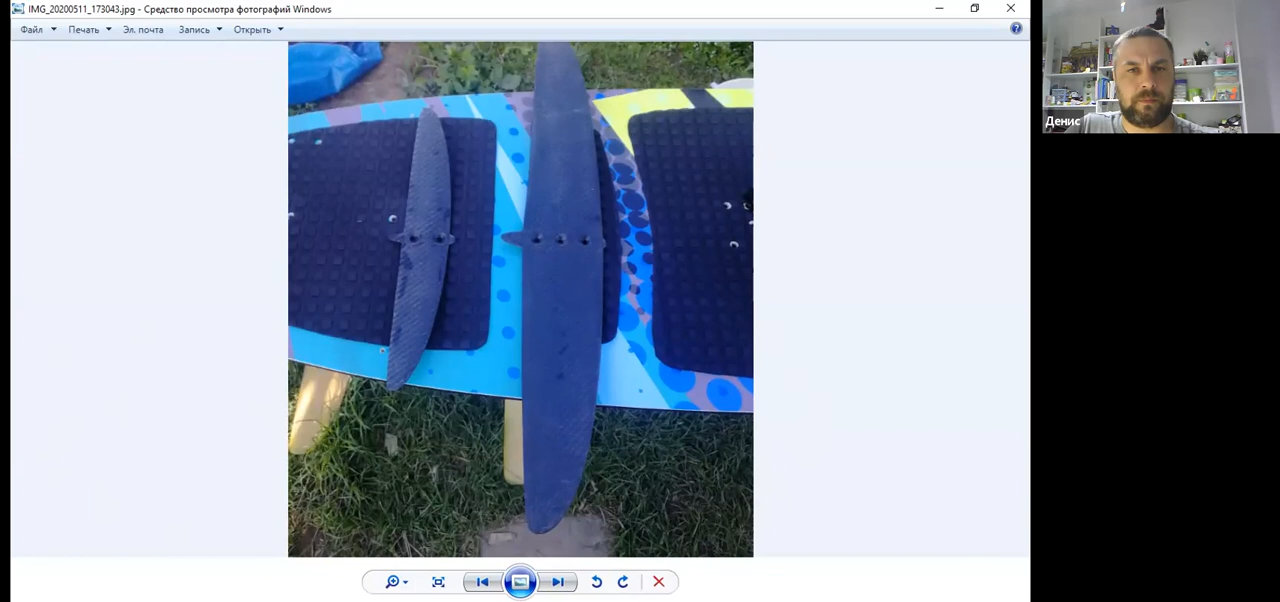 IMG_20200511_173043.jpg - Средство просмотра фотографий Windows
Файл Печать Эл. почта Запись Открыть
Денис